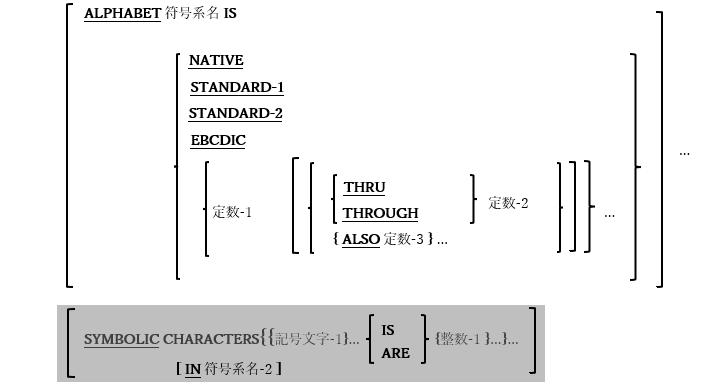 ALPHABET 符号系名 IS
NATIVE
STANDARD-1
STANDARD-2
EBCDIC
...
定数-1 THRU 定数-2 ...
THROUGH
{ ALSO 定数-3 } ...
SYMBOLIC CHARACTERS{{記号文字-1}... IS {整数-1 }...}...
ARE
[ IN 符号系名-2 ]